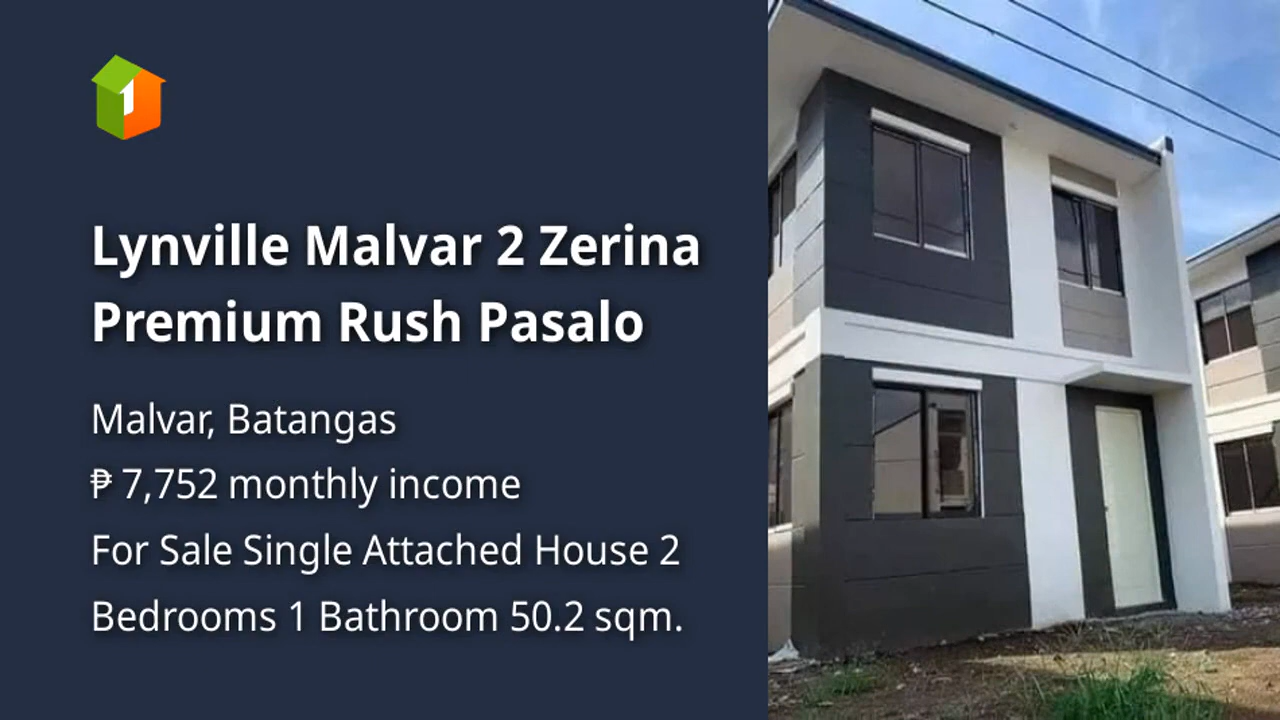 Lynville Malvar 2 Zerina
Premium Rush Pasalo
Malvar, Batangas
₱ 7,752 monthly income
For Sale Single Attached House 2
Bedrooms 1 Bathroom 50.2 sqm.